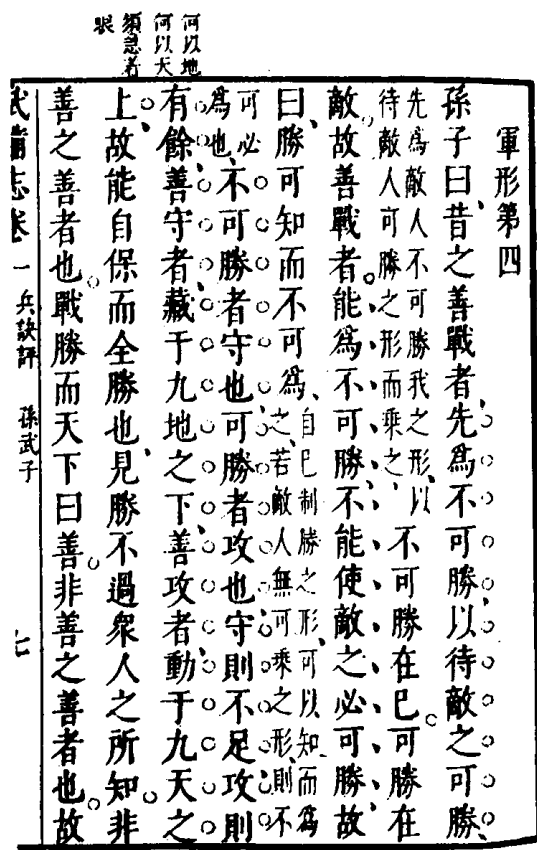 何以地
何以天
須急着
眼
軍形第四
孫子曰昔之善戰者先爲不可勝以待敵之可勝
先爲敵人不可勝我之形以
待敵人可勝之形而乘之
不可勝在已可勝在
敵故善戰者能爲不可勝不能使敵之必可勝故
曰勝可知而不可爲
自已制勝之形可以知而爲
之若敵人無可乘之形則不
可必
爲也
不可勝者守也可勝者攻也守則不足攻則
有餘善守者藏于九地之下善攻者動于九天之
上故能自保而全勝也見勝不過衆人之所知非
善之善者也戰勝而天下曰善非善之善者也故
武備志卷一 兵訣評 孫武子 七